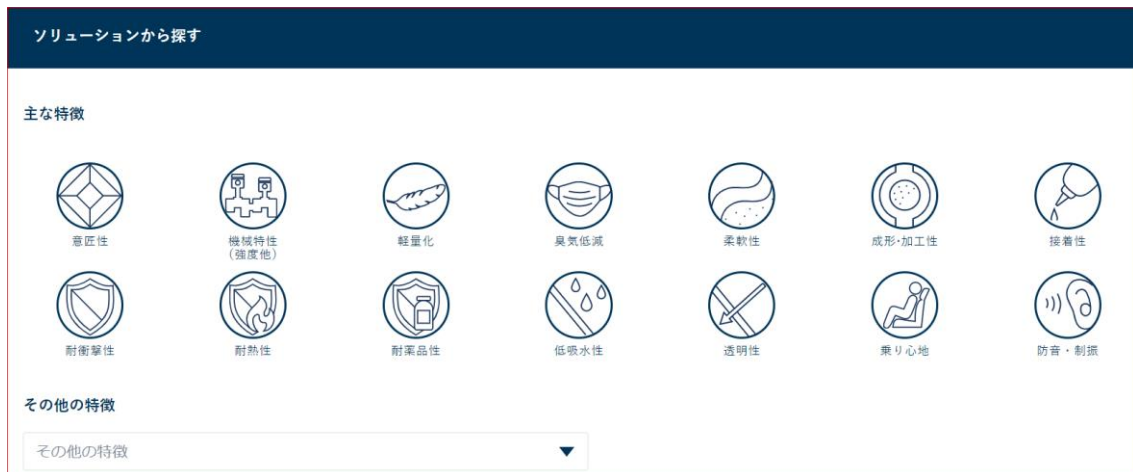 ソリューションから探す
主な特徴
意匠性
機械特性
(強度他)
軽量化
臭気低減
柔軟性
成形・加工性
接着性
耐衝撃性
耐熱性
耐薬品性
低吸水性
透明性
乗り心地
防音・制振
その他の特徴
その他の特徴